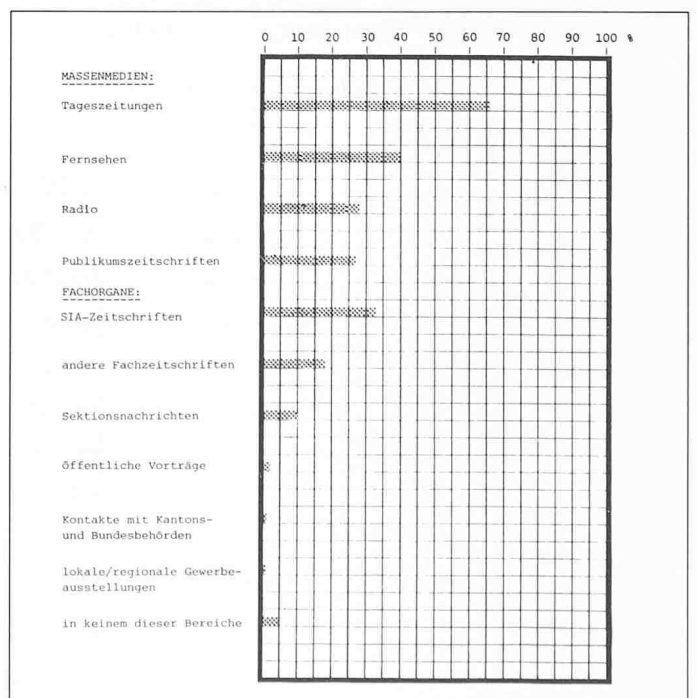 0 10 20 30 40 50 60 70 80 90 100 %
MASSENMEDIEN:
Tageszeitungen
Fernsehen
Radio
Publikumszeitschriften
FACHORGANE:
SIA-Zeitschriften
andere Fachzeitschriften
Sektionsnachrichten
öffentliche Vorträge
Kontakte mit Kantons-
und Bundesbehörden
lokale/regionale Gewerbe-
ausstellungen
in keinem dieser Bereiche